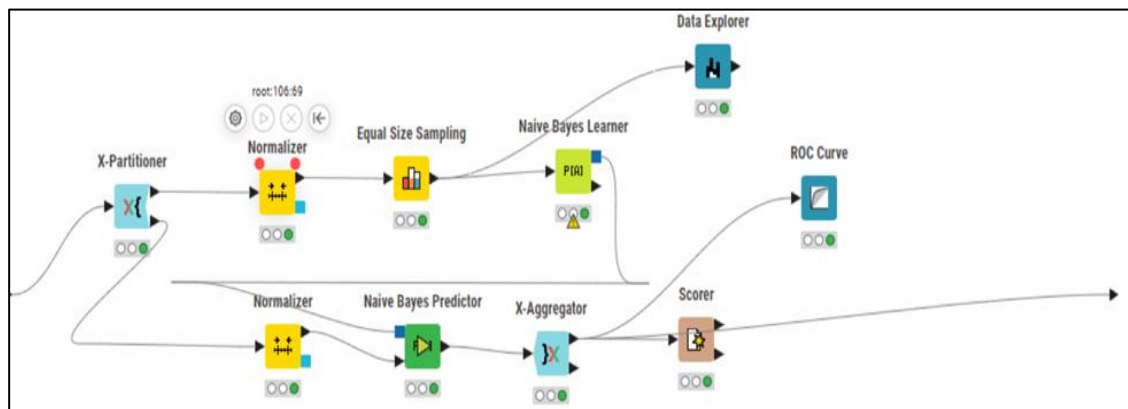 Data Explorer
root:106:69
X-Partitioner
Normalizer
Equal Size Sampling
Naive Bayes Learner
ROC Curve
X{
P[A]
Normalizer
Naive Bayes Predictor
X-Aggregator
Scorer
}X